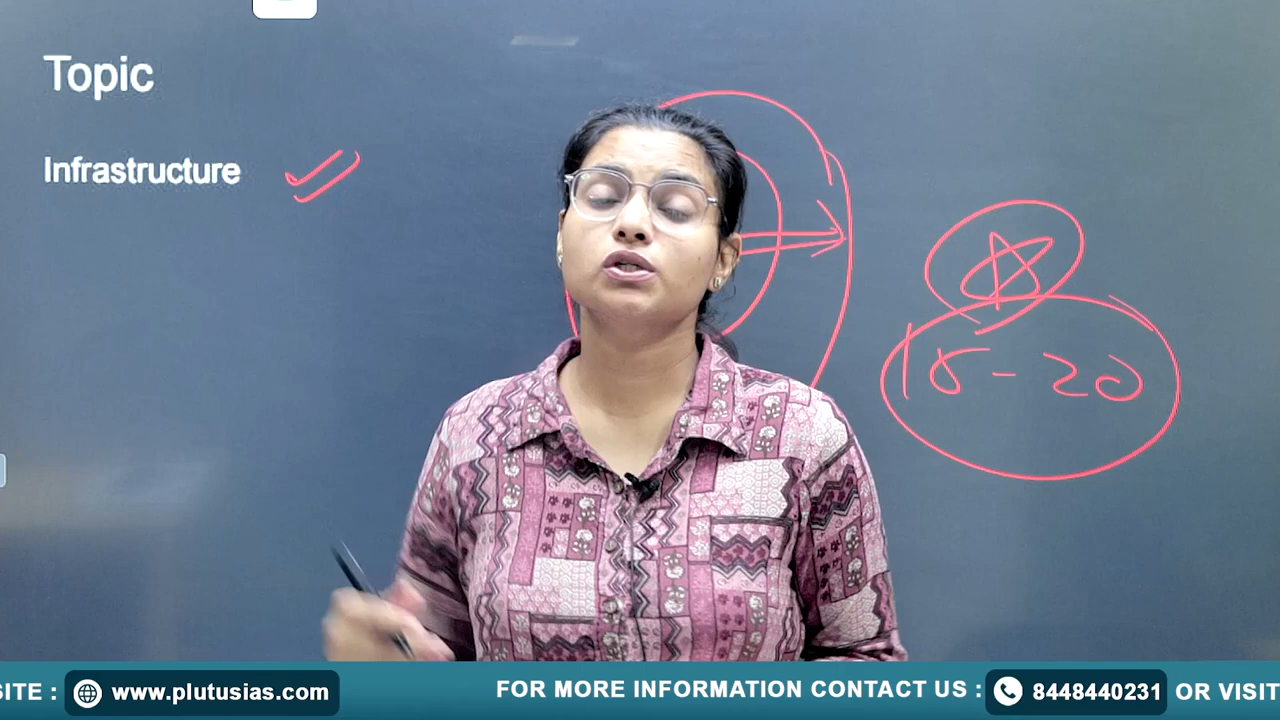 Topic
Infrastructure
15-20
SITE : www.plutusias.com FOR MORE INFORMATION CONTACT US : 8448440231 OR VISIT